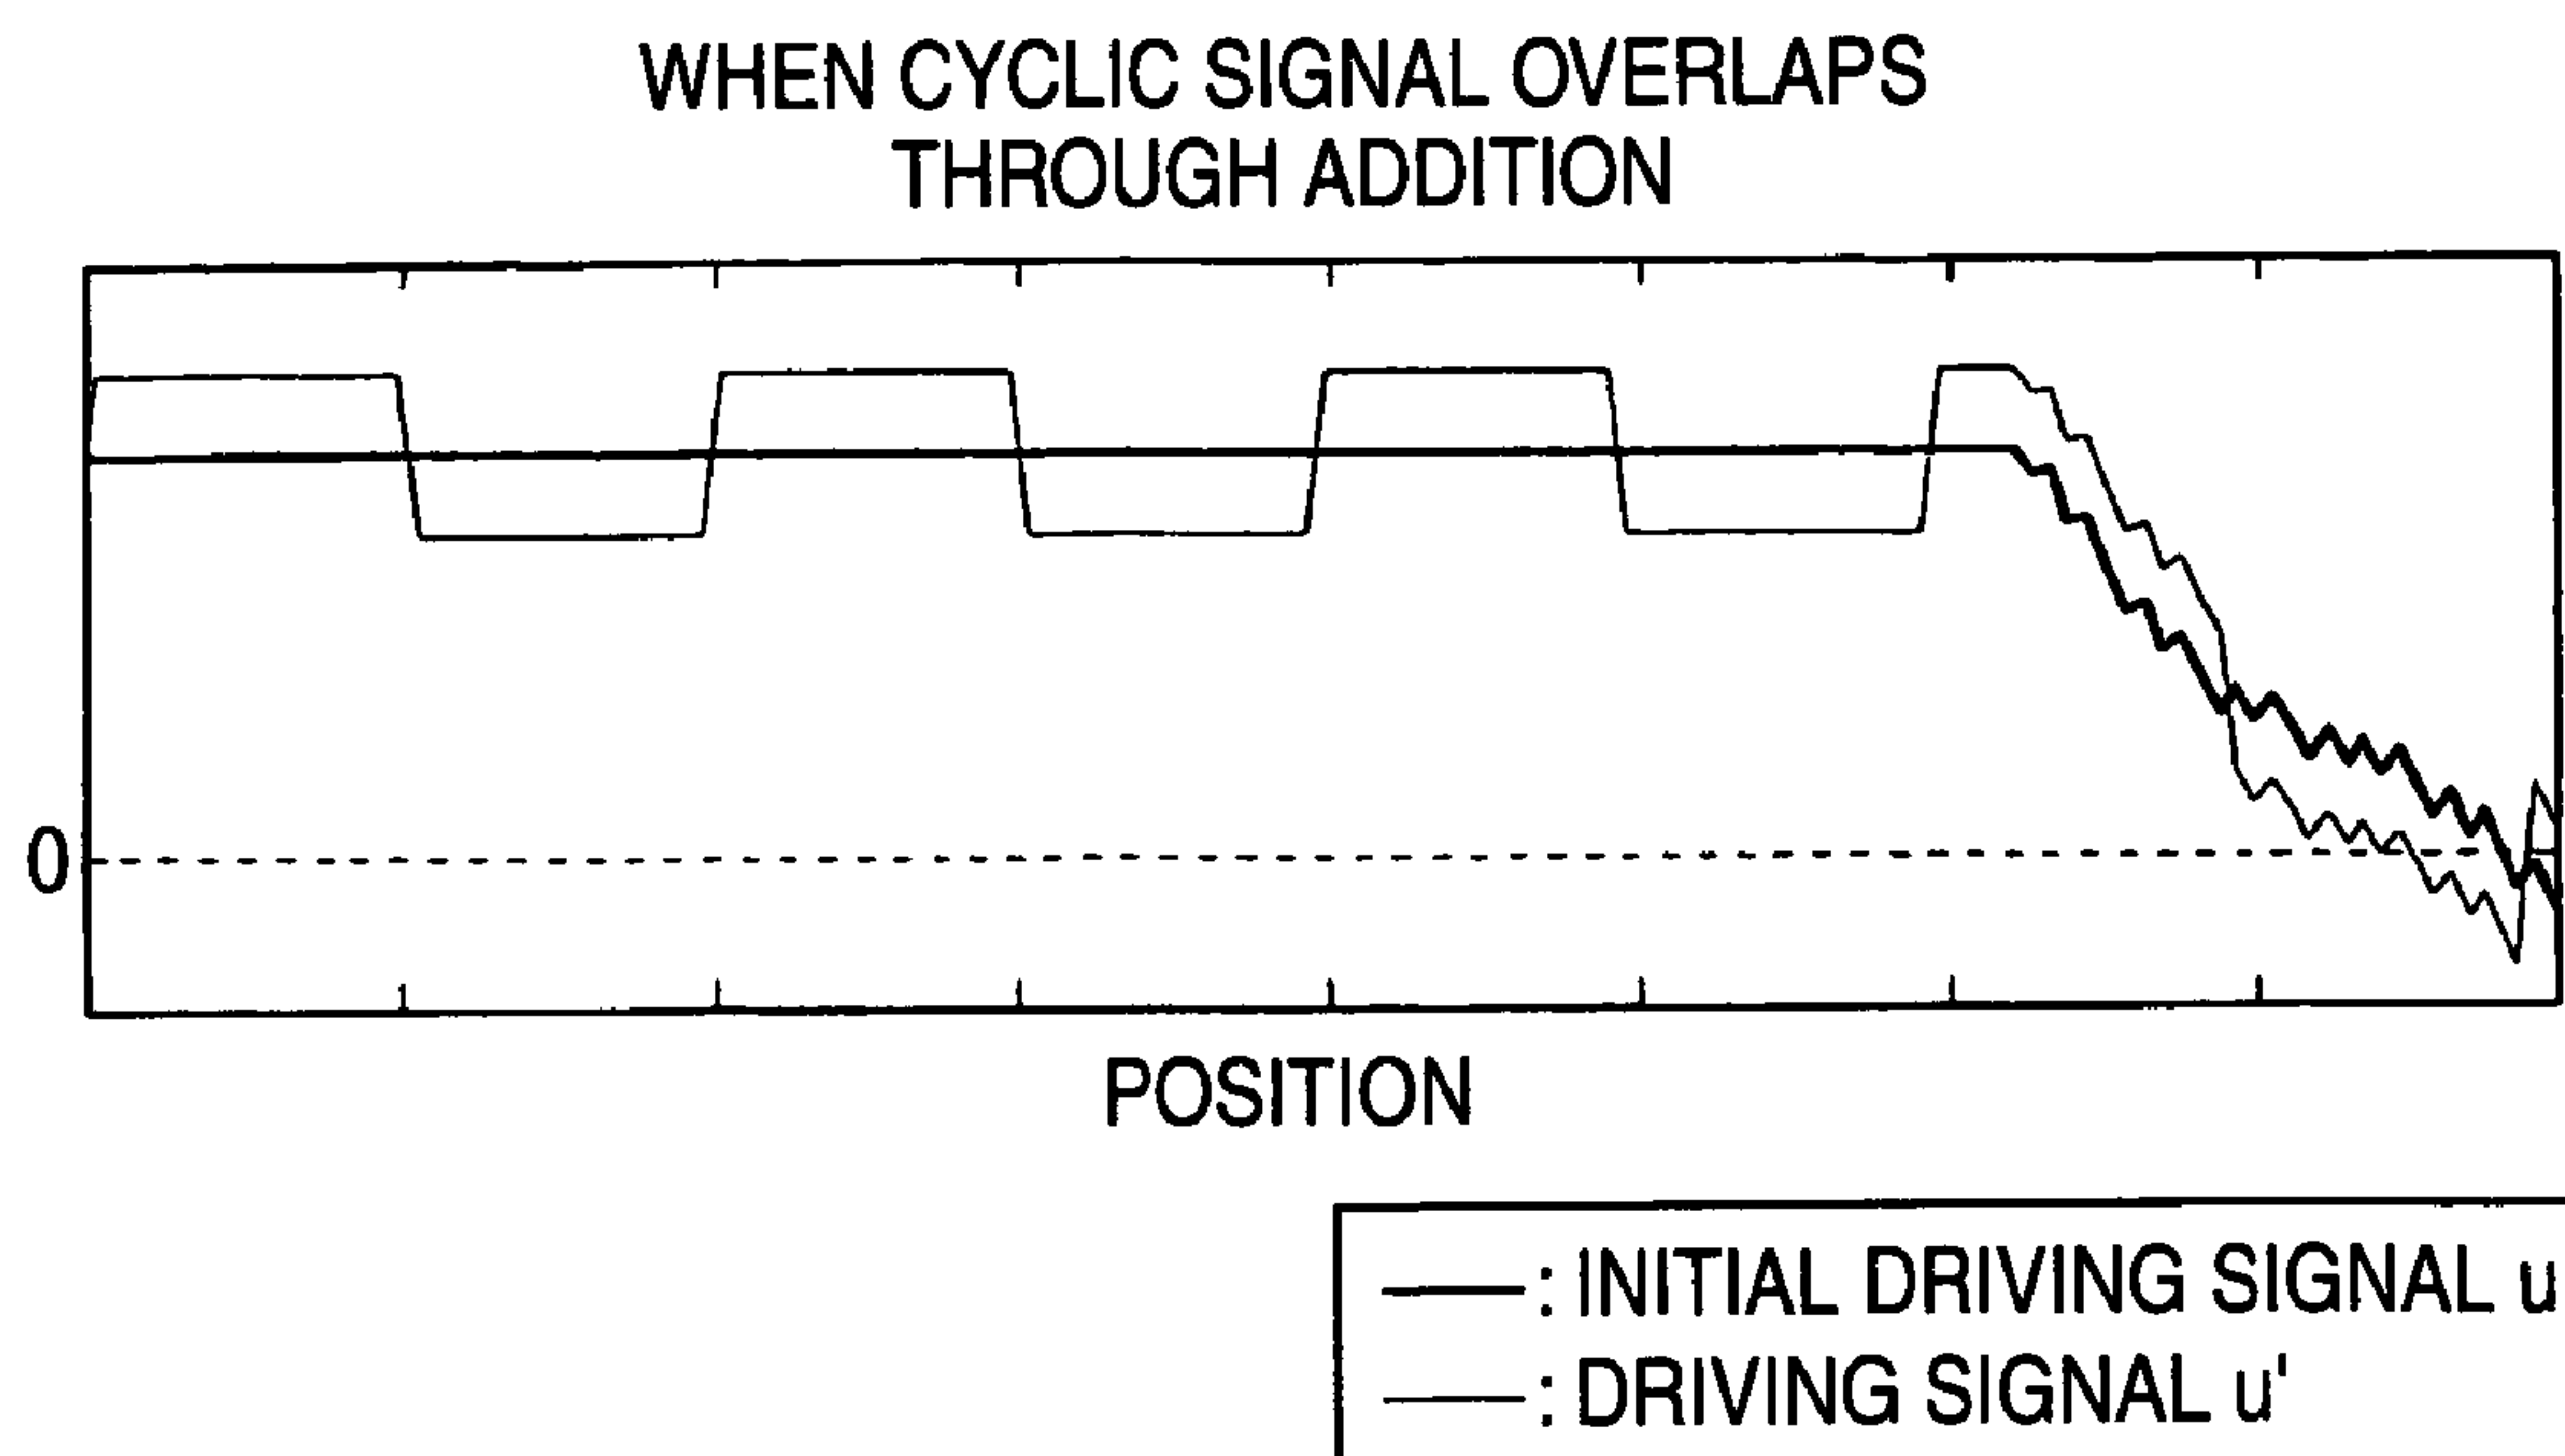 WHEN CYCLIC SIGNAL OVERLAPS
THROUGH ADDITION
0
POSITION
: INITIAL DRIVING SIGNAL u
: DRIVING SIGNAL u'